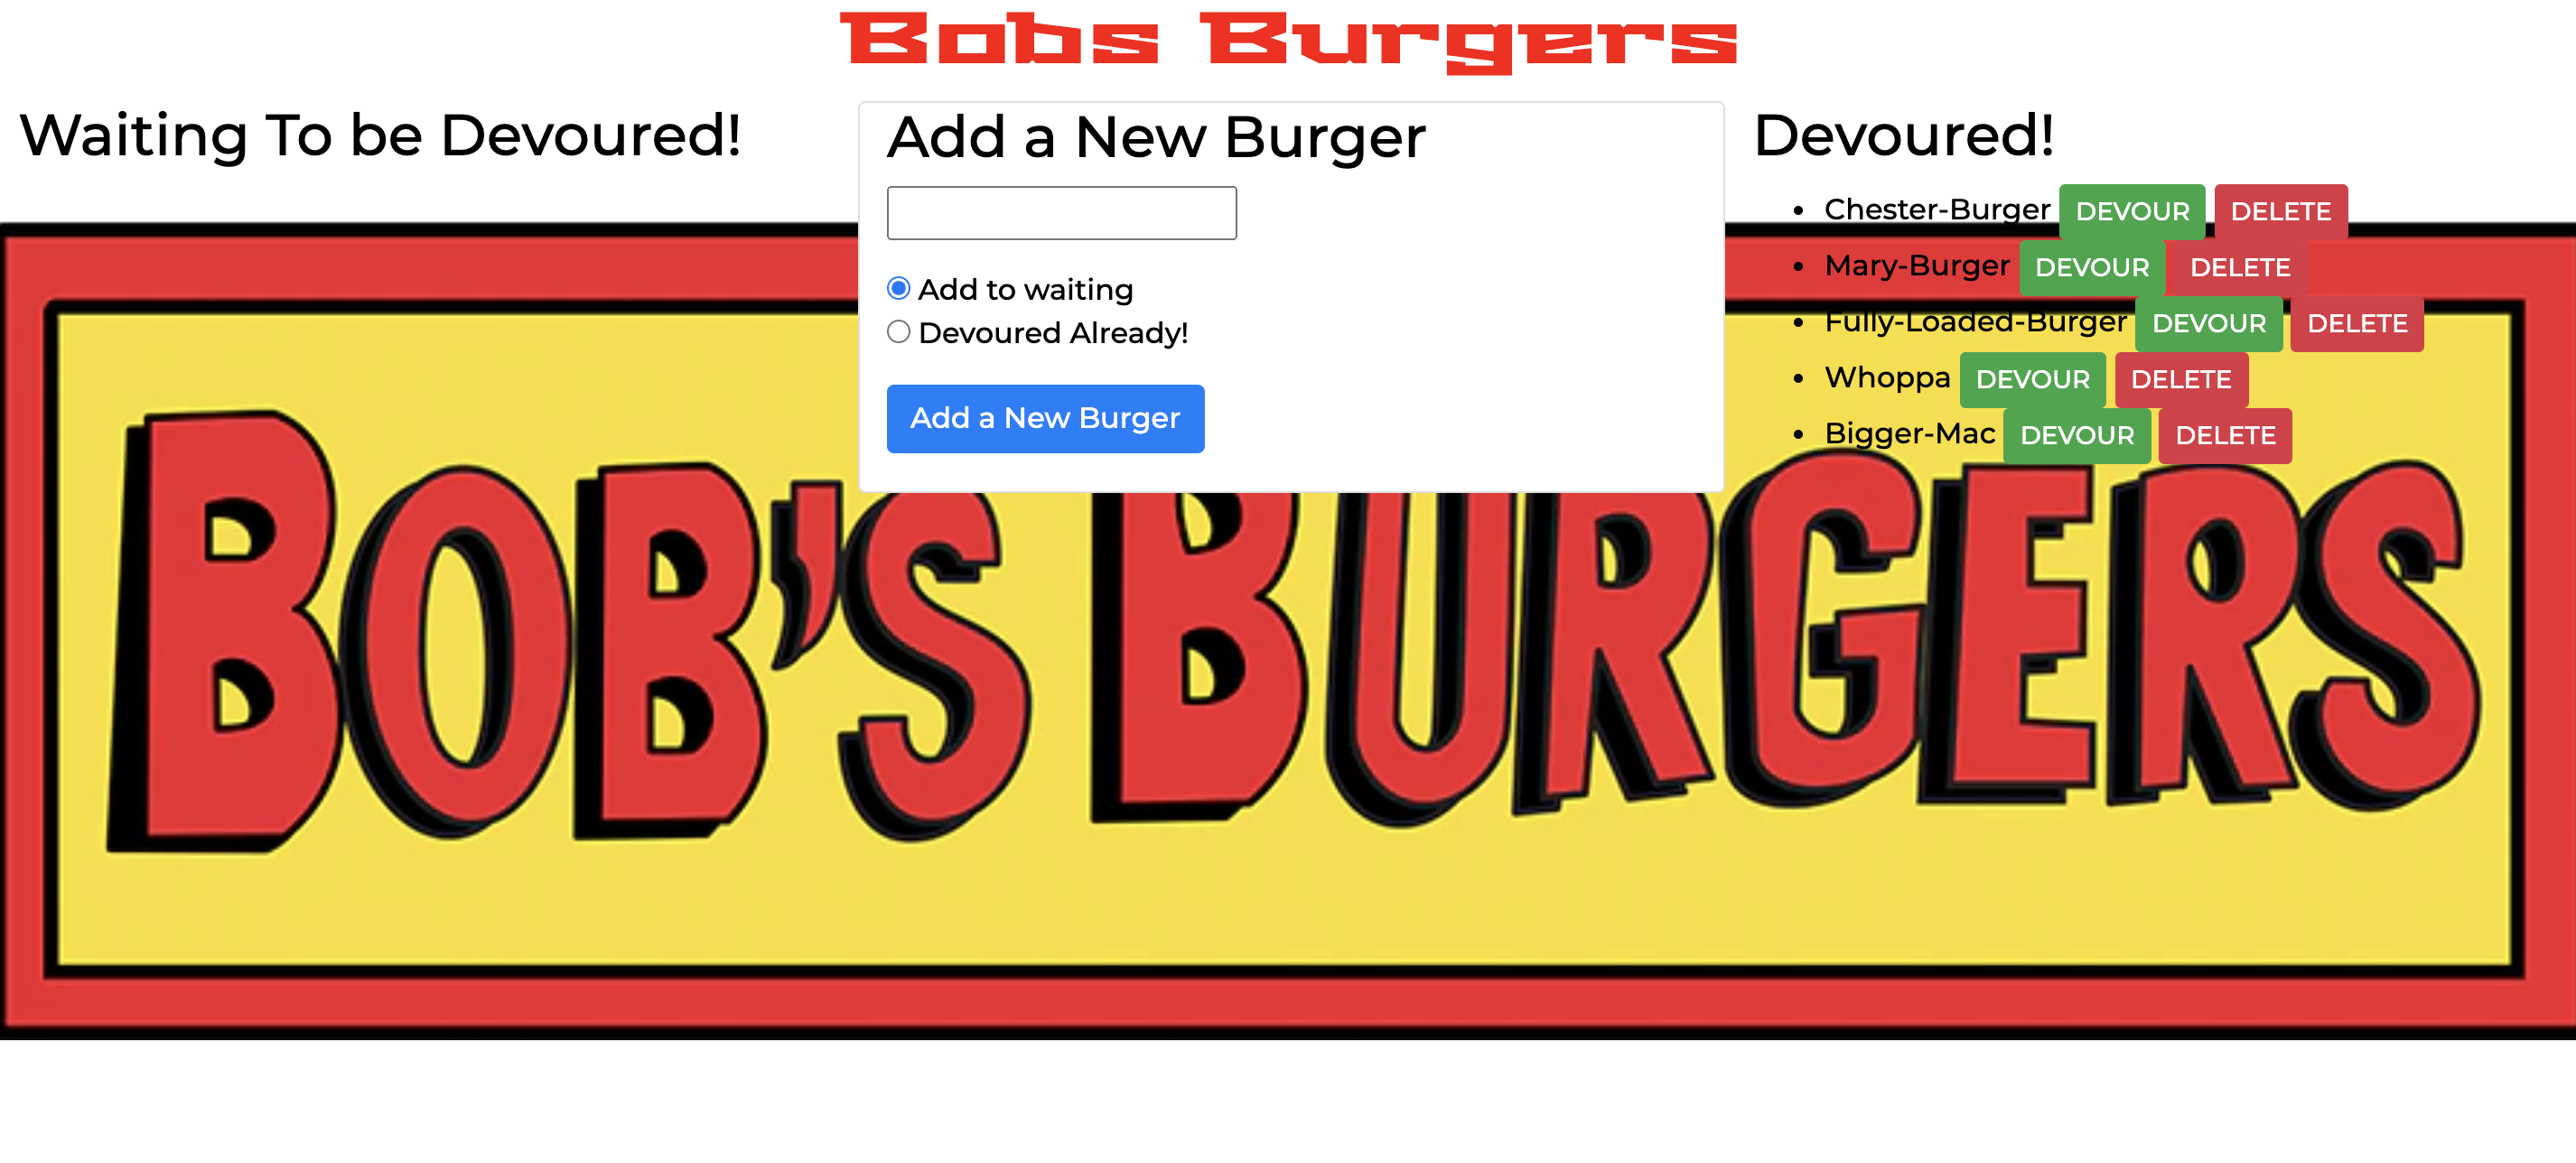 Bobs Burgers
Waiting To be Devoured!
Add a New Burger
Add to waiting
Devoured Already!
Add a New Burger
Devoured!
Chester-Burger DEVOUR DELETE
Mary-Burger DEVOUR DELETE
Fully-Loaded-Burger DEVOUR DELETE
Whoppa DEVOUR DELETE
Bigger-Mac DEVOUR DELETE
BOB'S BURGERS